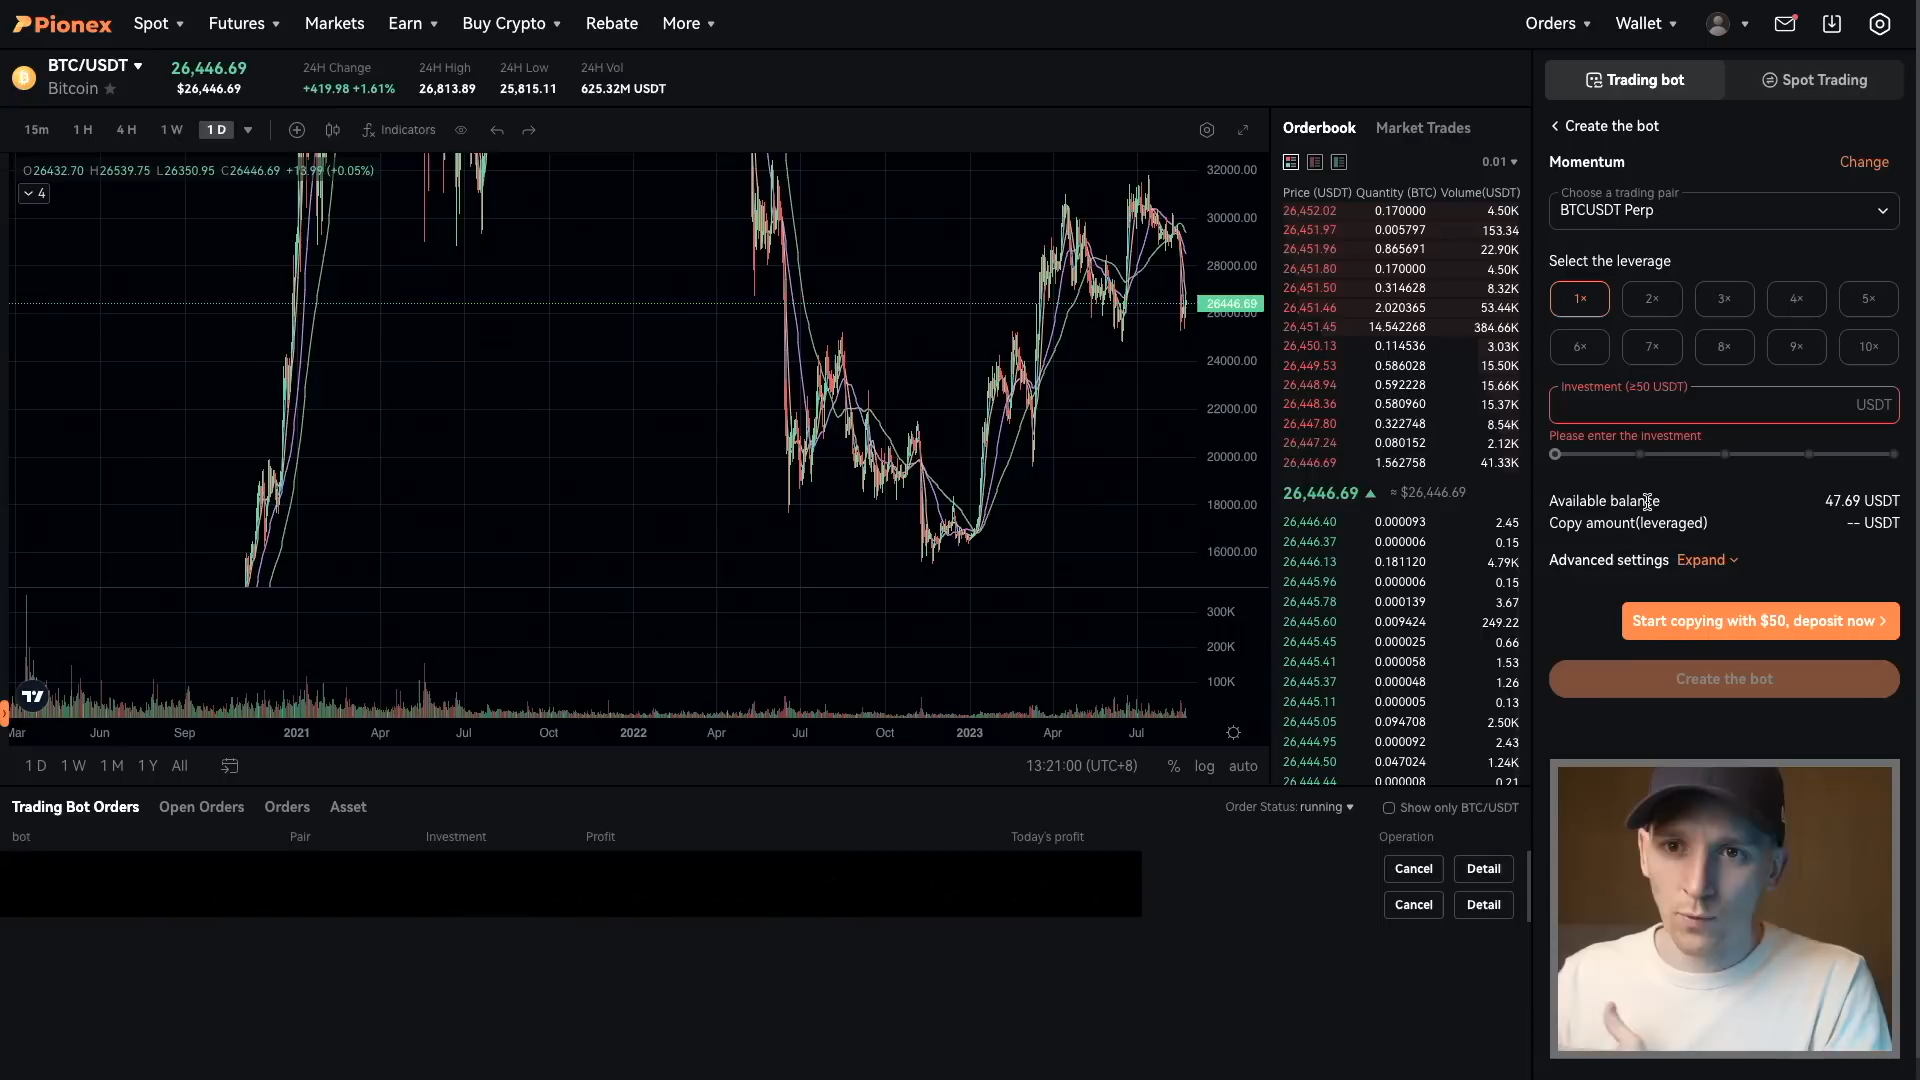 Pionex Spot Futures Markets Earn Buy Crypto Rebate More Orders Wallet
BTC/USDT
Bitcoin
26,446.69
$26,446.69
24H Change
+419.98 +1.61%
24H High
26,813.89
24H Low
25,815.11
24H Vol
625.32M USDT
15m 1 H 4 H 1 W 1 D Indicators
O26432.70 H26539.75 L26350.95 C26446.69 +13.99 (+0.05%)
4
32000.00
30000.00
28000.00
26446.69
26000.00
24000.00
22000.00
20000.00
18000.00
16000.00
300K
200K
100K
Mar Jun Sep 2021 Apr Jul Oct 2022 Apr Jul Oct 2023 Apr Jul
1 D 1 W 1 M 1 Y All 13:21:00 (UTC+8) % log auto
Orderbook Market Trades
0.01
Price (USDT) Quantity (BTC) Volume(USDT)
26,452.02 0.170000 4.50K
26,451.97 0.005797 153.34
26,451.96 0.865691 22.90K
26,451.80 0.170000 4.50K
26,451.50 0.314628 8.32K
26,451.46 2.020365 53.44K
26,451.45 14.542268 384.66K
26,450.13 0.114536 3.03K
26,449.53 0.586028 15.50K
26,448.94 0.592228 15.66K
26,448.36 0.580960 15.37K
26,447.80 0.322748 8.54K
26,447.24 0.080152 2.12K
26,446.69 1.562758 41.33K
26,446.69 ≈ $26,446.69
26,446.40 0.000093 2.45
26,446.37 0.000006 0.15
26,446.13 0.181120 4.79K
26,445.96 0.000006 0.15
26,445.78 0.000139 3.67
26,445.60 0.009424 249.22
26,445.45 0.000025 0.66
26,445.41 0.000058 1.53
26,445.37 0.000048 1.26
26,445.11 0.000005 0.13
26,445.05 0.094708 2.50K
26,444.95 0.000092 2.43
26,444.50 0.047024 1.24K
26,444.44 0.000008 0.21
Trading bot Spot Trading
Create the bot
Momentum Change
Choose a trading pair
BTCUSDT Perp
Select the leverage
1× 2× 3× 4× 5×
6× 7× 8× 9× 10×
Investment (≥50 USDT)
USDT
Please enter the investment
Available balance 47.69 USDT
Copy amount(leveraged) -- USDT
Advanced settings Expand
Start copying with $50, deposit now
Create the bot
Trading Bot Orders Open Orders Orders Asset Order Status: running Show only BTC/USDT
bot Pair Investment Profit Today's profit Operation
Cancel Detail
Cancel Detail